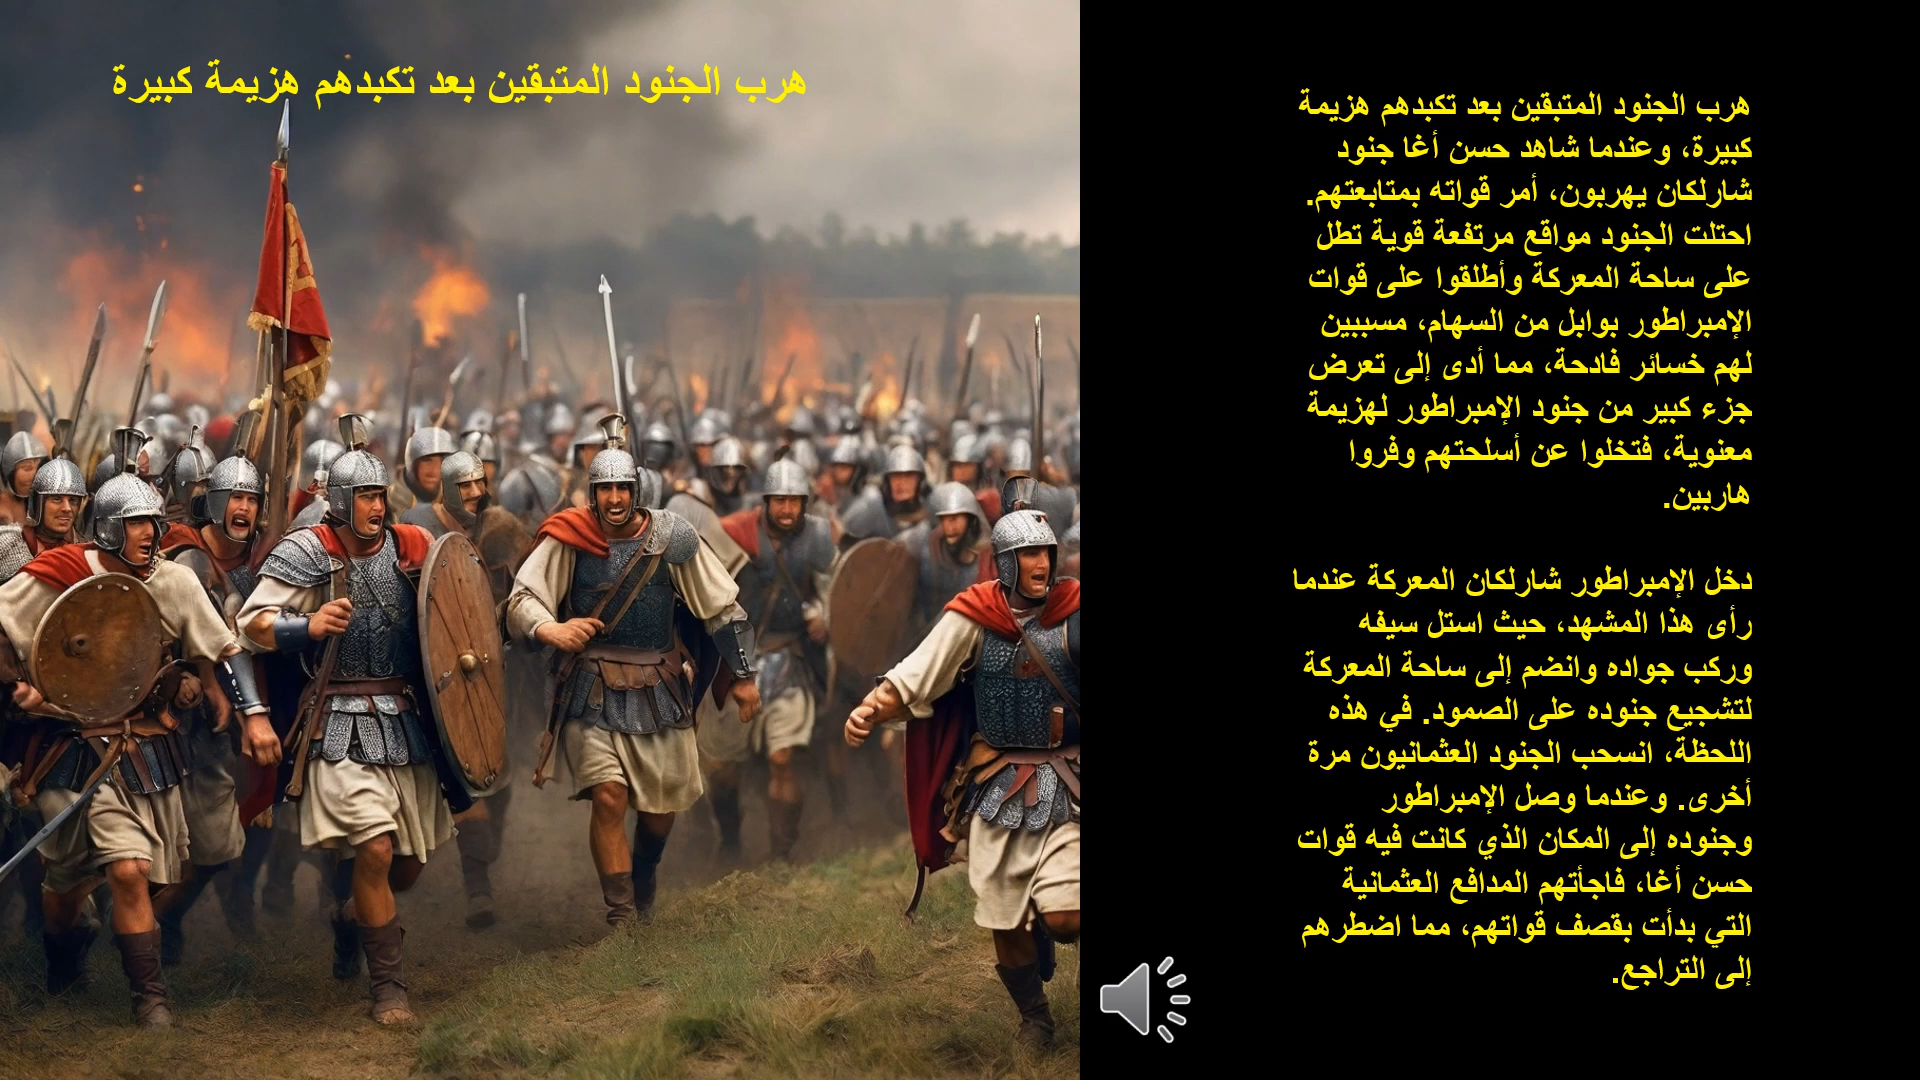 هرب الجنود المتبقين بعد تكبدهم هزيمة كبيرة
هرب الجنود المتبقين بعد تكبدهم هزيمة
كبيرة، وعندما شاهد حسن أغا جنود
شارلكان يهربون، أمر قواته بمتابعتهم.
احتلت الجنود مواقع مرتفعة قوية تطل
على ساحة المعركة وأطلقوا على قوات
الإمبراطور بوابل من السهام، مسببين
لهم خسائر فادحة، مما أدى إلى تعرض
جزء كبير من جنود الإمبراطور لهزيمة
معنوية، فتخلوا عن أسلحتهم وفروا
هاربين.
دخل الإمبراطور شارلكان المعركة عندما
رأى هذا المشهد، حيث استل سيفه
وركب جواده وانضم إلى ساحة المعركة
لتشجيع جنوده على الصمود. في هذه
اللحظة، انسحب الجنود العثمانيون مرة
أخرى. وعندما وصل الإمبراطور
وجنوده إلى المكان الذي كانت فيه قوات
حسن أغا، فاجأتهم المدافع العثمانية
التي بدأت بقصف قواتهم، مما اضطرهم
إلى التراجع.